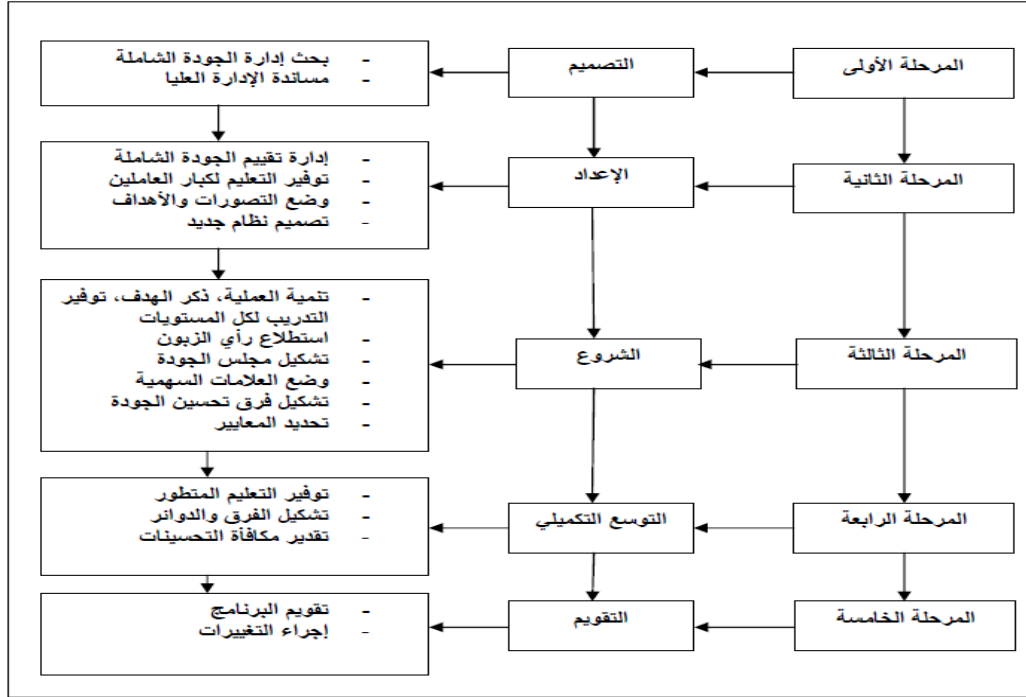 المرحلة الأولى
التصميم
- بحث إدارة الجودة الشاملة
- مساندة الإدارة العليا
المرحلة الثانية
الإعداد
- إدارة تقييم الجودة الشاملة
- توفير التعليم لكبار العاملين
- وضع التصورات والأهداف
- تصميم نظام جديد
المرحلة الثالثة
الشروع
- تنمية العملية، ذكر الهدف، توفير
التدريب لكل المستويات
- استطلاع رأي الزبون
- تشكيل مجلس الجودة
- وضع العلامات السهمية
- تشكيل فرق تحسين الجودة
- تحديد المعايير
المرحلة الرابعة
التوسع التكميلي
- توفير التعليم المتطور
- تشكيل الفرق والدوائر
- تقدير مكافأة التحسينات
المرحلة الخامسة
التقويم
- تقويم البرنامج
- إجراء التغييرات